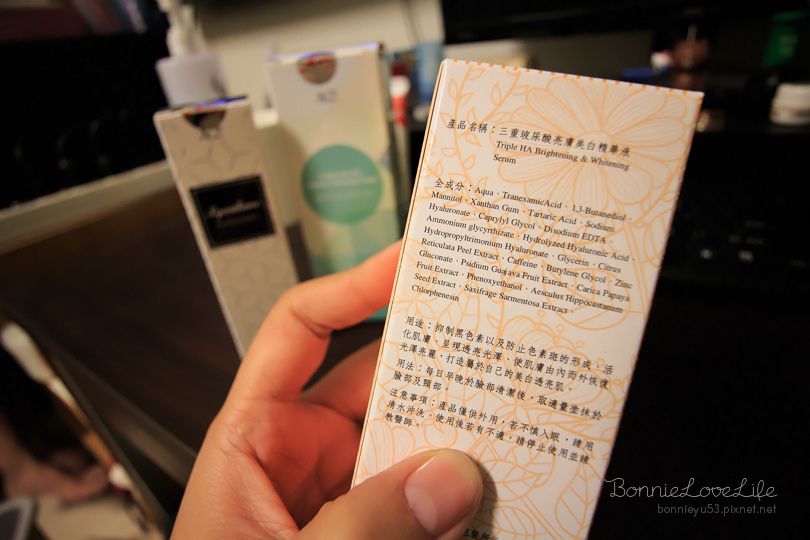 產品名稱：三重玻尿酸亮膚美白精華液
Triple HA Brightening & Whitening
Serum
全成分：Aqua、TranexamicAcid、1,3-Butanediol、
Mannitol、Xanthan Gum、Tartaric Acid、Sodium
Hyaluronate、Caprylyl Glycol、Disodium EDTA、
Ammonium glycyrrhizate、Hydrolyzed Hyaluronic Acid、
Hydropropyltrimonium Hyaluronate、Glycerin、Citrus
Reticulata Peel Extract、Caffeine、Butylene Glycol、Zinc
Gluconate、Psidium Guajava Fruit Extract、Carica Papaya
Fruit Extract、Phenoxyethanol、Aesculus Hippocastanum
Seed Extract、Saxifrage Sarmentosa Extract、
Chlorphenesin
用途：抑制黑色素以及防止色素斑的形成，活
化肌膚，呈現透亮光澤、使肌膚由內而外恢復
光澤亮麗，打造屬於自己的美白透亮肌。
用法：每日早晚於臉部清潔後，取適量塗抹於
臉部及頸部。
注意事項：產品僅供外用，若不慎入眼，請用
清水沖洗。使用後若有不適，請停止使用並請
教醫師。
BonnieLoveLife
bonnieyu53.pixnet.net